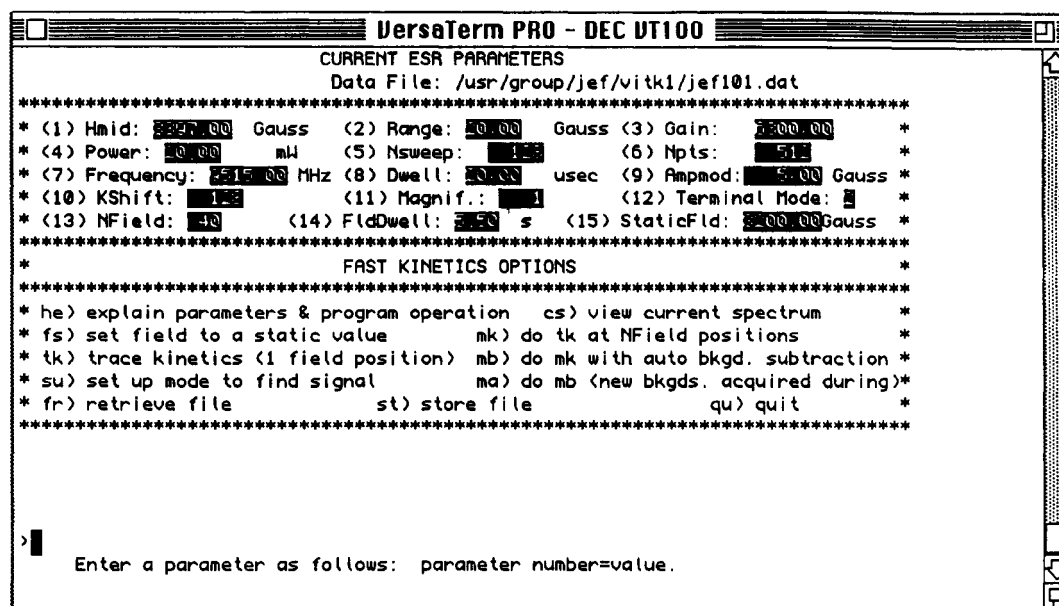 VersaTerm PRO - DEC VT100
CURRENT ESR PARAMETERS
Data File: /usr/group/jef/vitk1/jef101.dat
********************************************************************************
* (1) Hmid: Gauss (2) Range: Gauss (3) Gain: *
* (4) Power: mW (5) Nsweep: (6) Npts: *
* (7) Frequency: MHz (8) Dwell: usec (9) Ampmod: Gauss *
* (10) KShift: (11) Magnif.: 1 (12) Terminal Mode: *
* (13) NField: 40 (14) FldDwell: s (15) StaticFld: Gauss *
********************************************************************************
* FAST KINETICS OPTIONS *
********************************************************************************
* he) explain parameters & program operation cs) view current spectrum *
* fs) set field to a static value mk) do tk at NField positions *
* tk) trace kinetics (1 field position) mb) do mk with auto bkgd. subtraction *
* su) set up mode to find signal ma) do mb (new bkgds. acquired during)*
* fr) retrieve file st) store file qu) quit *
********************************************************************************
>
Enter a parameter as follows: parameter number=value.